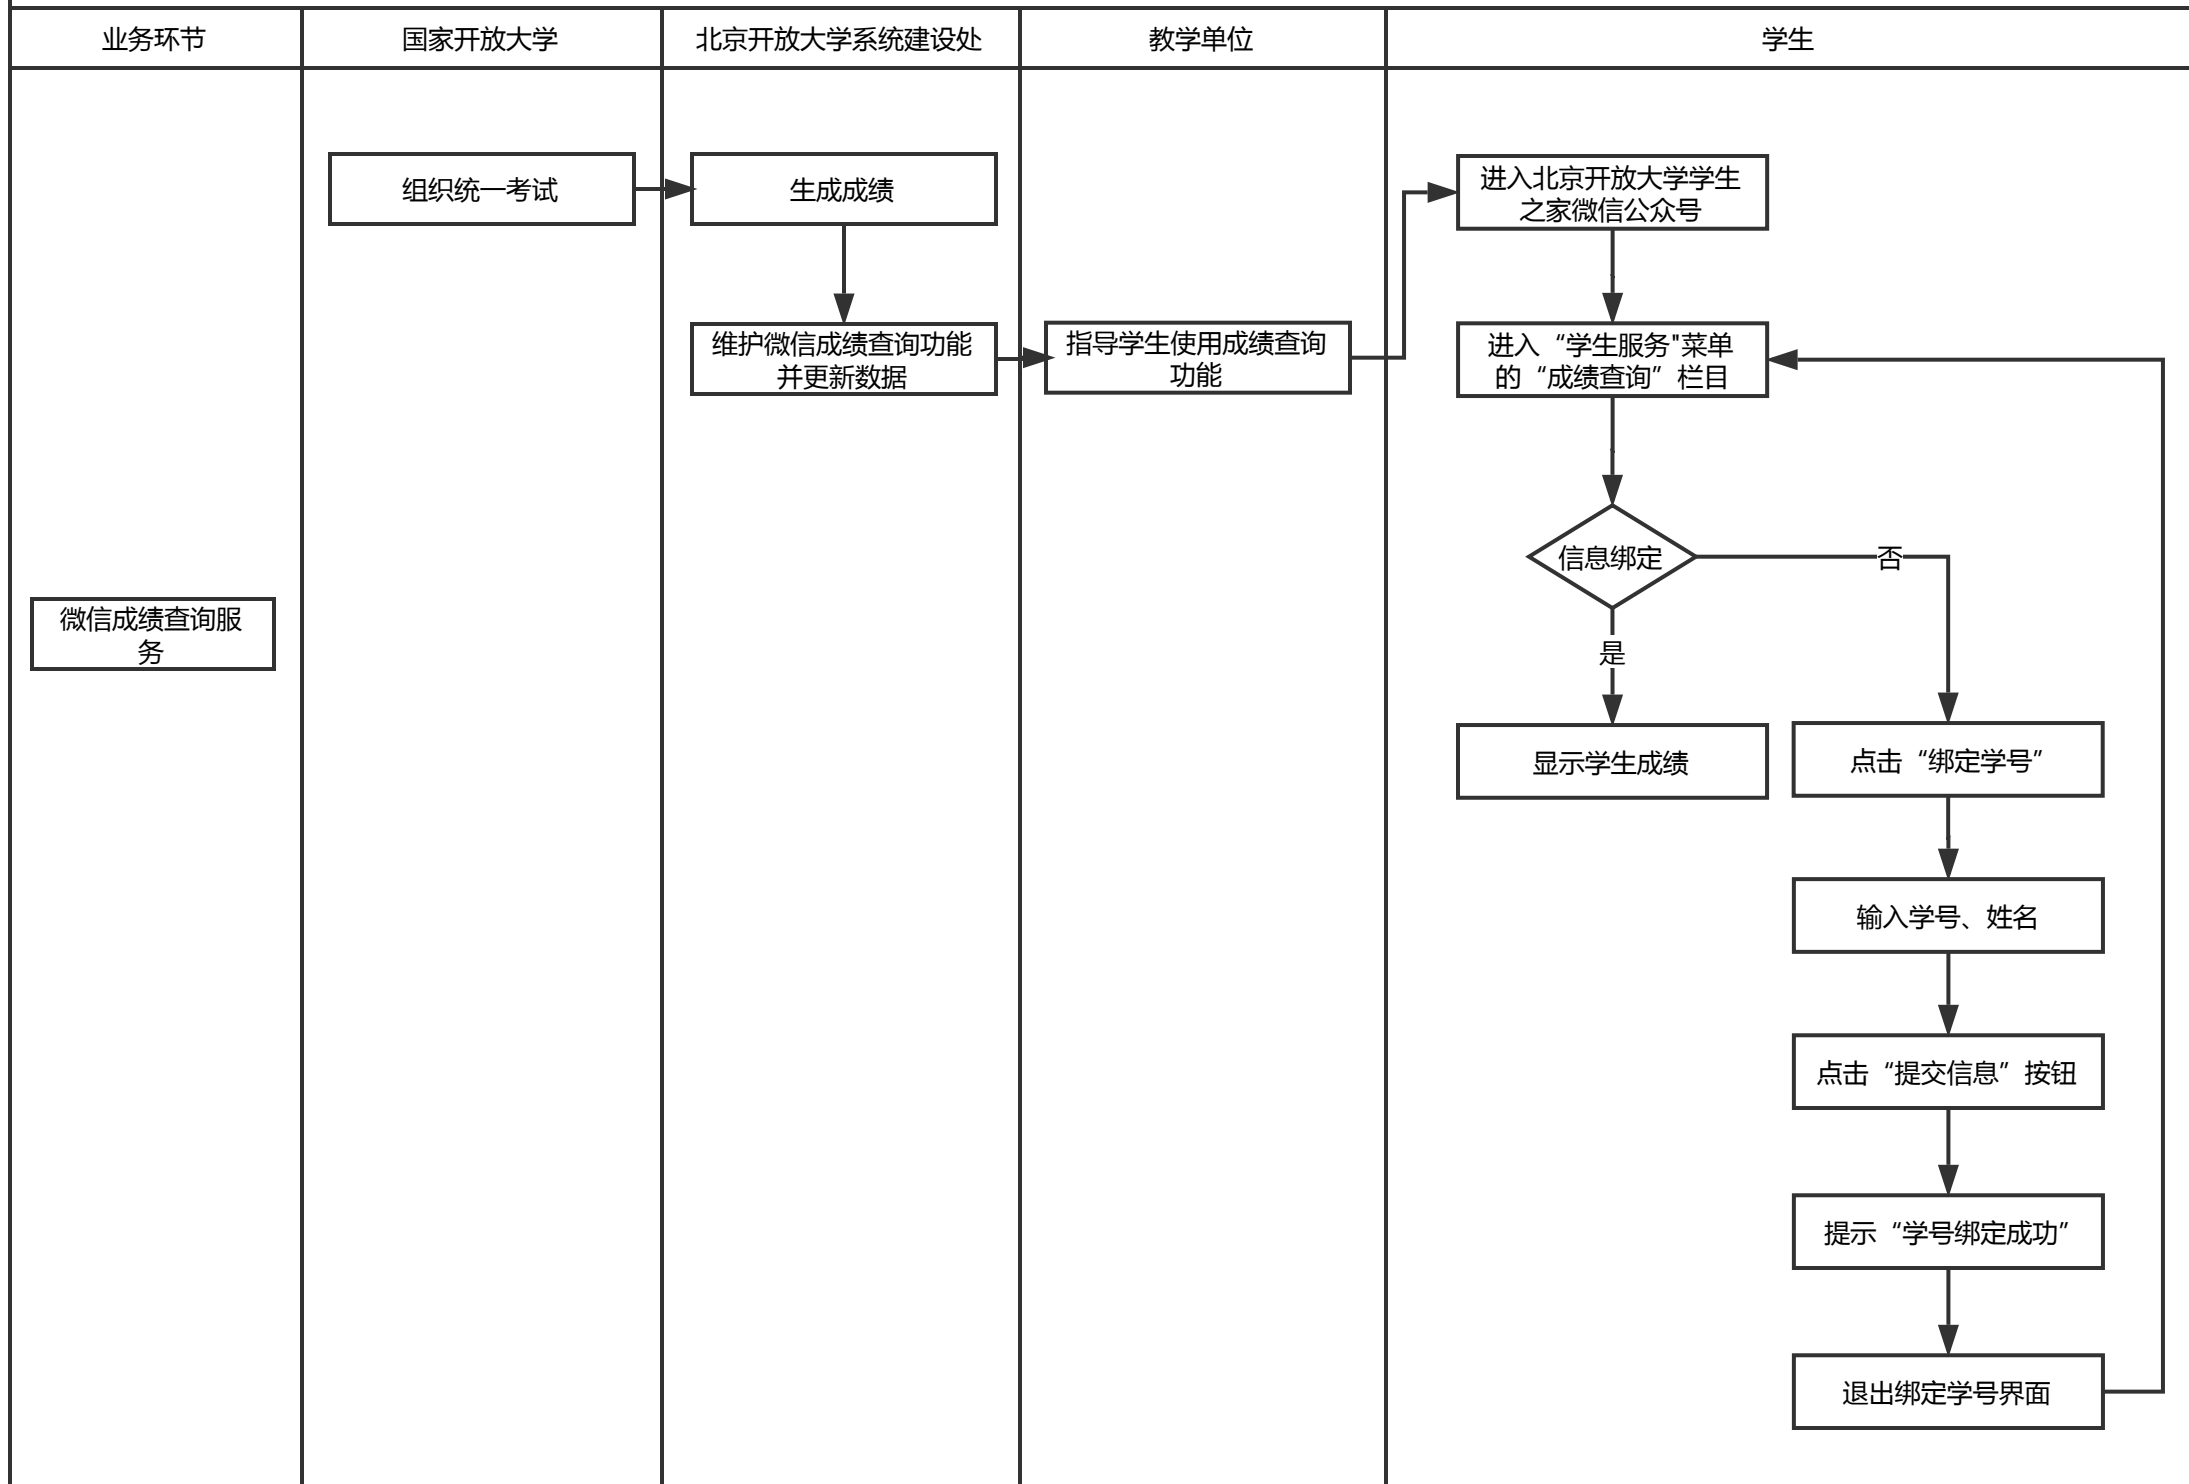 业务环节
国家开放大学
北京开放大学系统建设处
教学单位
学生
组织统一考试
生成成绩
进入北京开放大学学生
之家微信公众号
维护微信成绩查询功能
并更新数据
指导学生使用成绩查询
功能
进入“学生服务"菜单
的“成绩查询”栏目
信息绑定
否
微信成绩查询服
务
是
显示学生成绩
点击“绑定学号”
输入学号、姓名
点击“提交信息”按钮
提示“学号绑定成功”
退出绑定学号界面